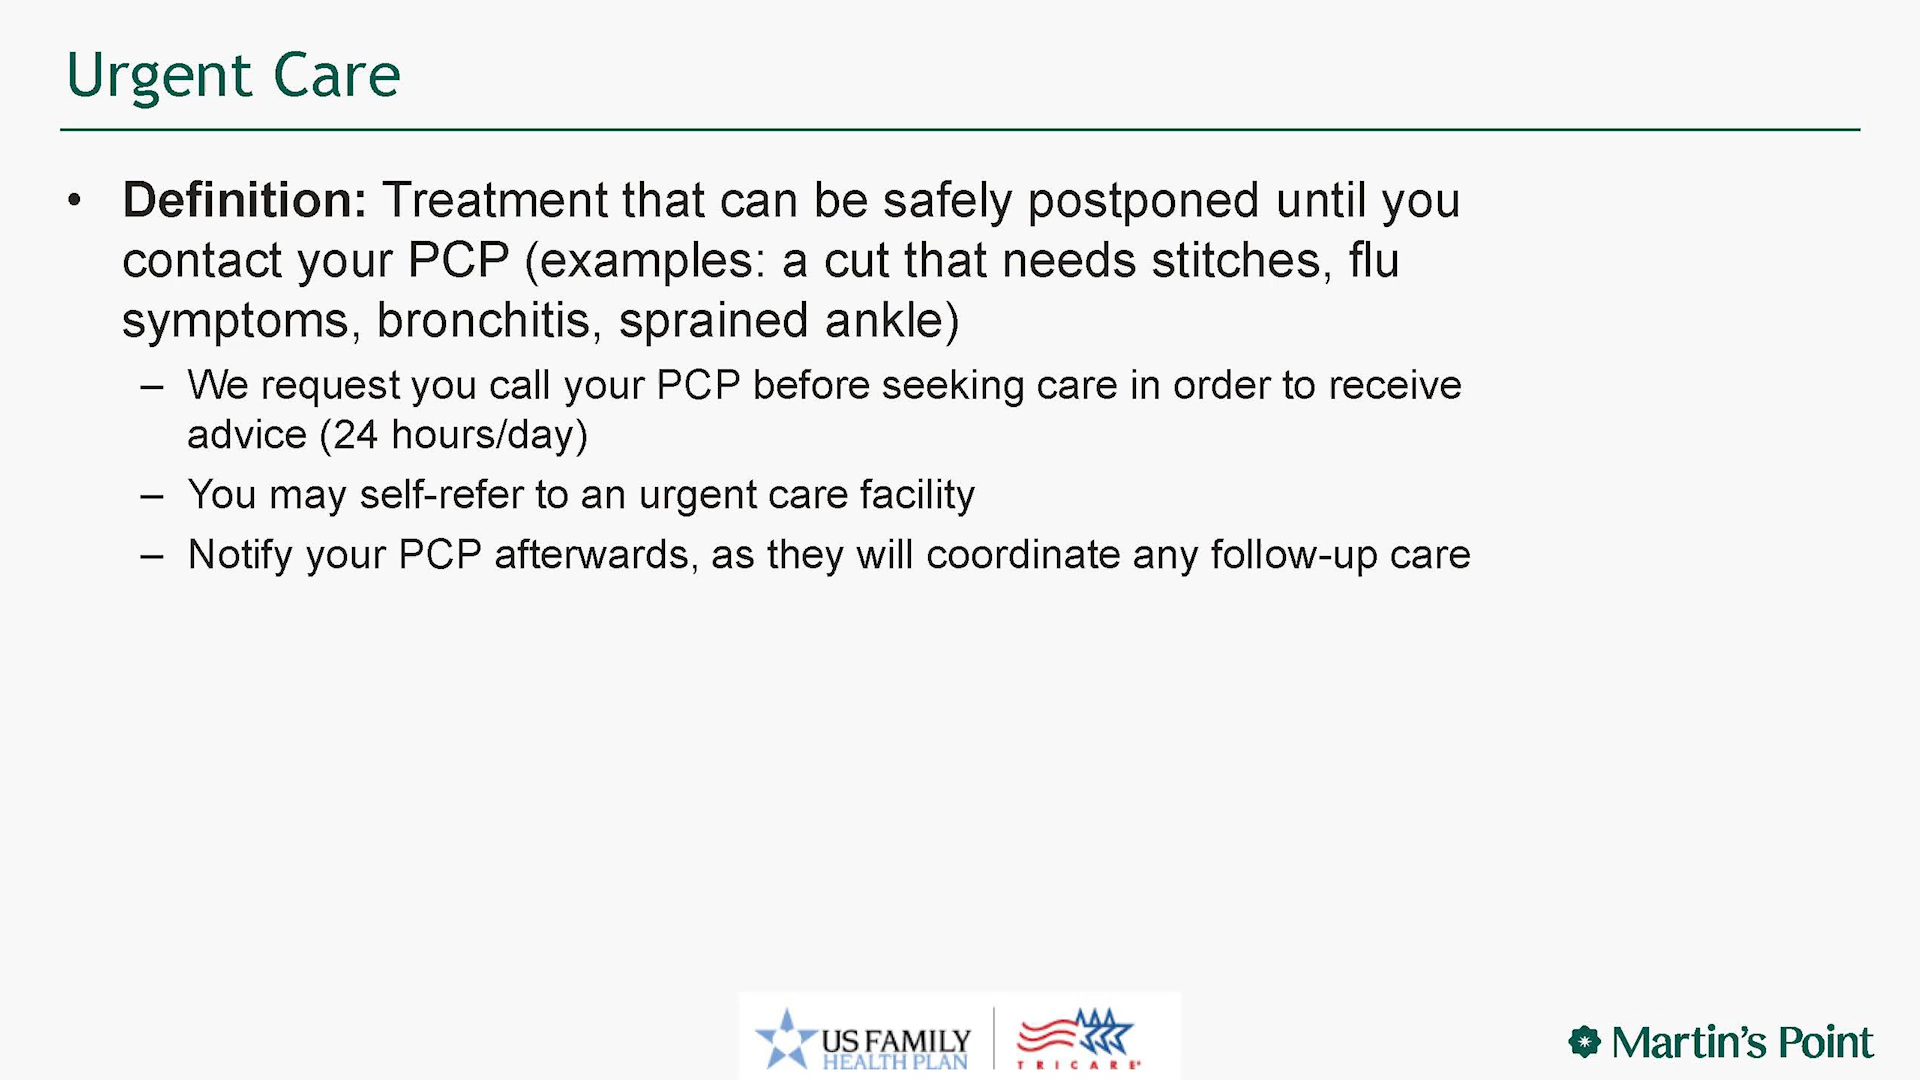 Urgent Care
• Definition: Treatment that can be safely postponed until you
contact your PCP (examples: a cut that needs stitches, flu
symptoms, bronchitis, sprained ankle)
– We request you call your PCP before seeking care in order to receive
advice (24 hours/day)
– You may self-refer to an urgent care facility
– Notify your PCP afterwards, as they will coordinate any follow-up care
US FAMILY
HEALTH PLAN
TRICARE®
Martin's Point